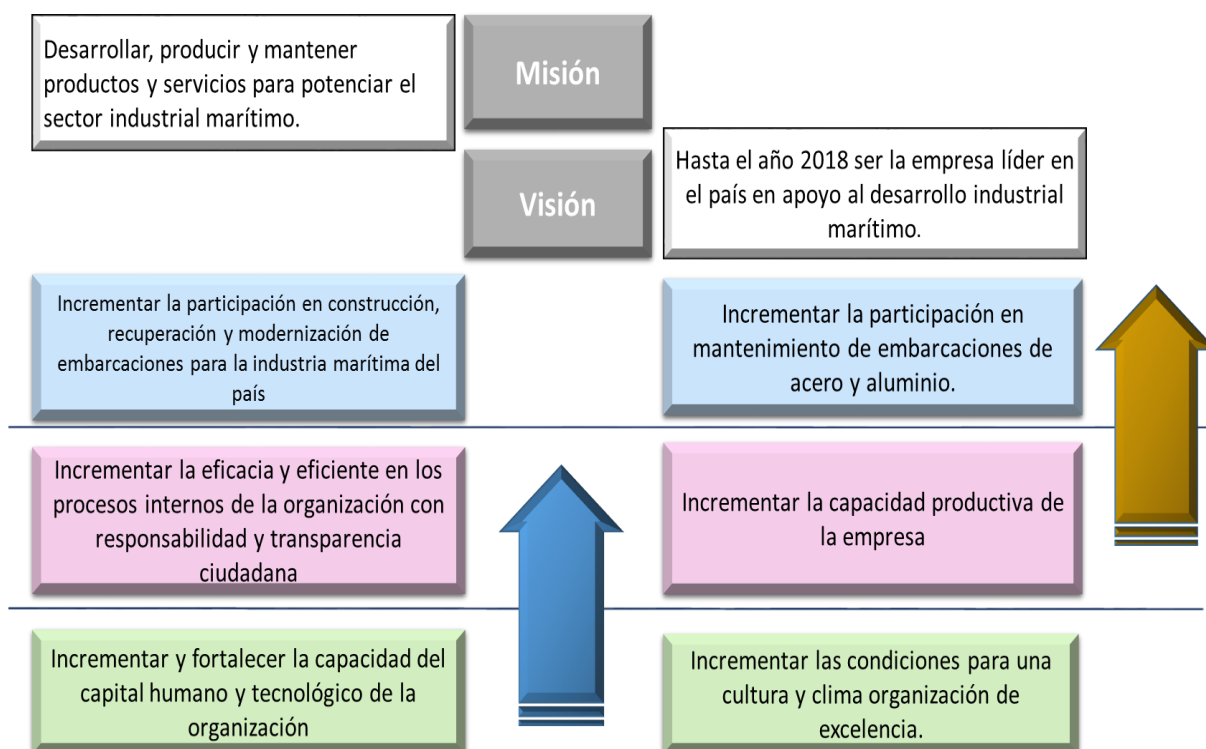 Desarrollar, producir y mantener
productos y servicios para potenciar el
sector industrial marítimo.
Misión
Visión
Hasta el año 2018 ser la empresa líder en
el país en apoyo al desarrollo industrial
marítimo.
Incrementar la participación en construcción,
recuperación y modernización de
embarcaciones para la industria marítima del
país
Incrementar la participación en
mantenimiento de embarcaciones de
acero y aluminio.
Incrementar la eficacia y eficiente en los
procesos internos de la organización con
responsabilidad y transparencia
ciudadana
Incrementar la capacidad productiva de
la empresa
Incrementar y fortalecer la capacidad del
capital humano y tecnológico de la
organización
Incrementar las condiciones para una
cultura y clima organización de
excelencia.